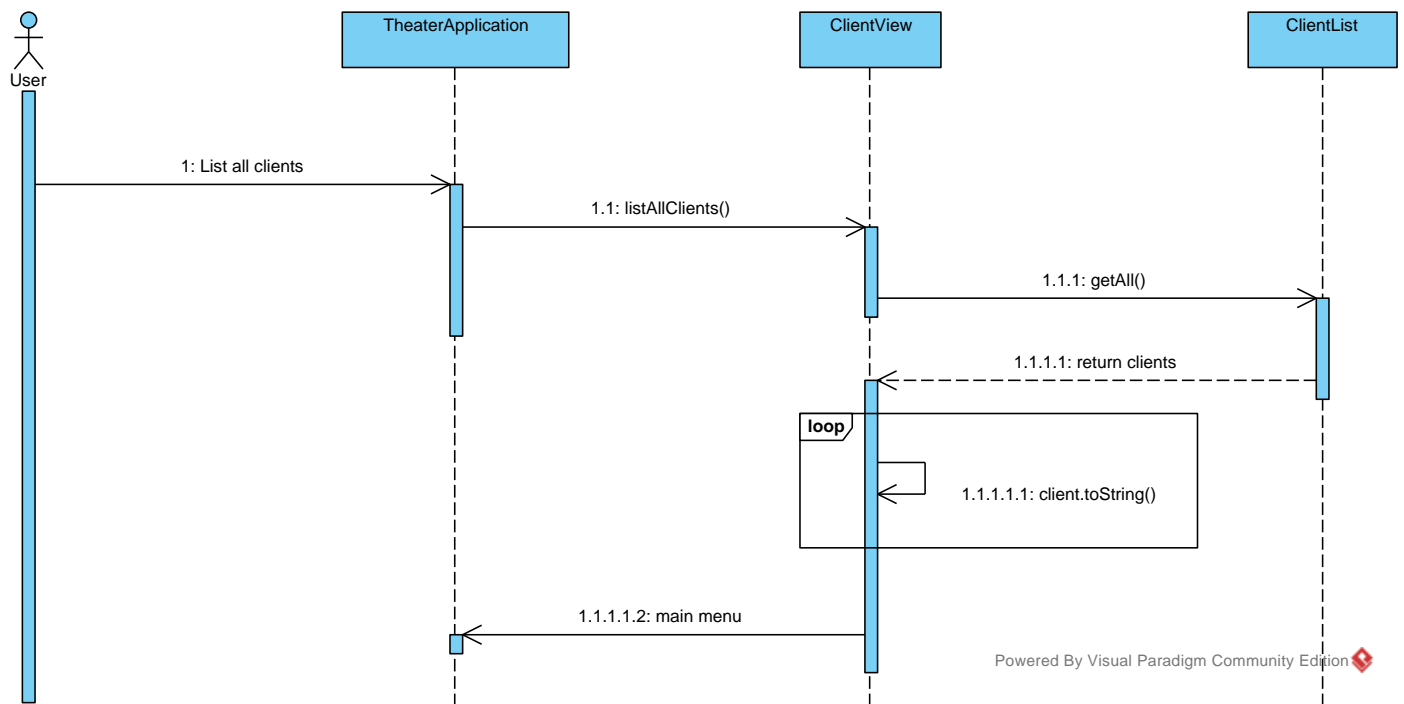 TheaterApplication
ClientView
ClientList
User
1: List all clients
1.1: listAllClients()
1.1.1: getAll()
1.1.1.1: return clients
loop
1.1.1.1.1: client.toString()
1.1.1.1.2: main menu
Powered By Visual Paradigm Community Edition